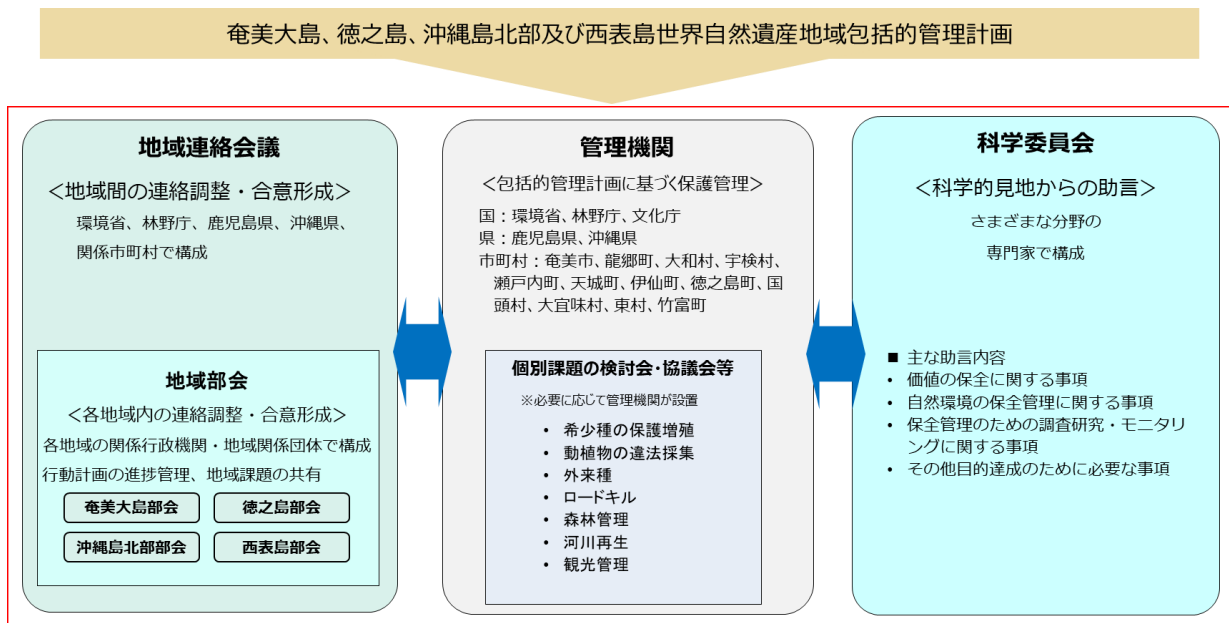 奄美大島、徳之島、沖縄島北部及び西表島世界自然遺産地域包括的管理計画
地域連絡会議
＜地域間の連絡調整・合意形成＞
環境省、林野庁、鹿児島県、沖縄県、
関係市町村で構成
地域部会
＜各地域内の連絡調整・合意形成＞
各地域の関係行政機関・地域関係団体で構成
行動計画の進捗管理、地域課題の共有
奄美大島部会
徳之島部会
沖縄島北部部会
西表島部会
管理機関
＜包括的管理計画に基づく保護管理＞
国：環境省、林野庁、文化庁
県：鹿児島県、沖縄県
市町村：奄美市、龍郷町、大和村、宇検村、
瀬戸内町、天城町、伊仙町、徳之島町、国
頭村、大宜味村、東村、竹富町
個別課題の検討会・協議会等
※必要に応じて管理機関が設置
• 希少種の保護増殖
• 動植物の違法採集
• 外来種
• ロードキル
• 森林管理
• 河川再生
• 観光管理
科学委員会
＜科学的見地からの助言＞
さまざまな分野の
専門家で構成
■ 主な助言内容
• 価値の保全に関する事項
• 自然環境の保全管理に関する事項
• 保全管理のための調査研究・モニタリ
ングに関する事項
• その他目的達成のために必要な事項